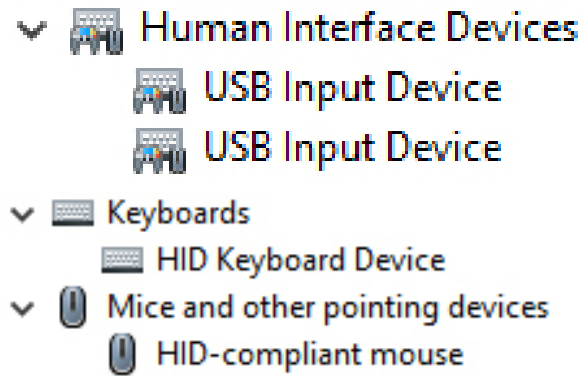 Human Interface Devices
USB Input Device
USB Input Device
Keyboards
HID Keyboard Device
Mice and other pointing devices
HID-compliant mouse